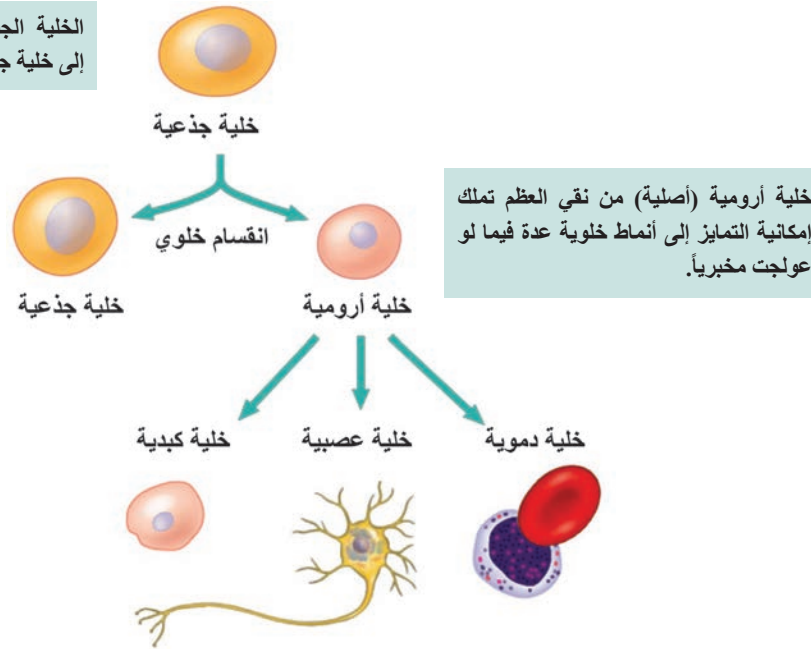 الخلية
إلى خلية
خلية جذعية
خلية أرومية (أصلية) من نقي العظم تملك
إمكانية التمايز إلى أنماط خلوية عدة فيما لو
عولجت مخبرياً.
انقسام خلوي
خلية جذعية
خلية أرومية
خلية دموية
خلية عصبية
خلية كبدية